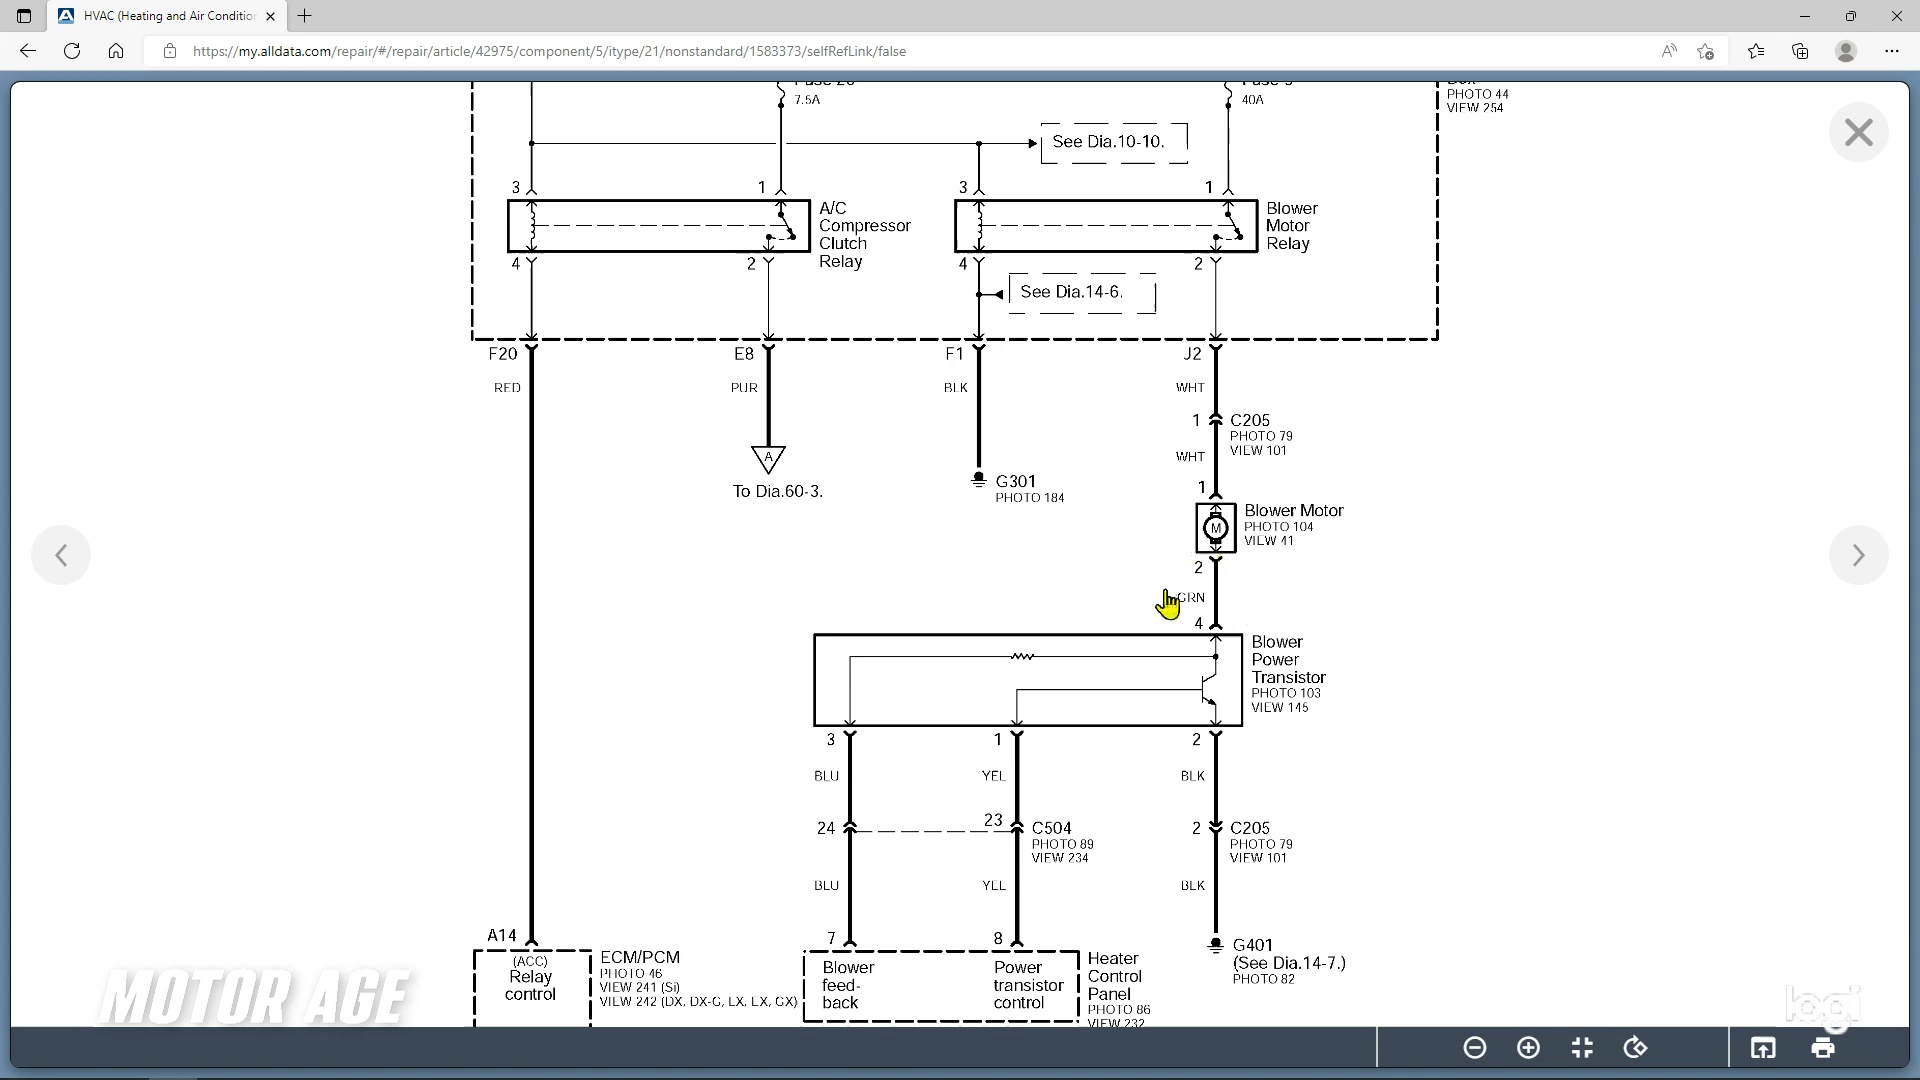 HVAC (Heating and Air Conditio
https://my.alldata.com/repair/#/repair/article/42975/component/5/itype/21/nonstandard/1583373/selfRefLink/false
7.5A
40A
PHOTO 44
VIEW 254
See Dia.10-10.
3
1
3
1
A/C
Compressor
Clutch
Relay
Blower
Motor
Relay
4
2
4
2
See Dia.14-6.
F20
E8
F1
J2
RED
PUR
BLK
WHT
1
C205
PHOTO 79
VIEW 101
A
WHT
To Dia.60-3.
G301
PHOTO 184
1
M
Blower Motor
PHOTO 104
VIEW 41
2
GRN
4
Blower
Power
Transistor
PHOTO 103
VIEW 145
3
1
2
BLU
YEL
BLK
24
23
C504
PHOTO 89
VIEW 234
2
C205
PHOTO 79
VIEW 101
BLU
YEL
BLK
A14
7
8
G401
(See Dia.14-7.)
PHOTO 82
(ACC)
Relay
control
ECM/PCM
PHOTO 46
VIEW 241 (Si)
VIEW 242 (DX, DX-G, LX, EX, GX)
Blower
feed-
back
Power
transistor
control
Heater
Control
Panel
PHOTO 86
VIEW 232
MOTOR AGE
logi